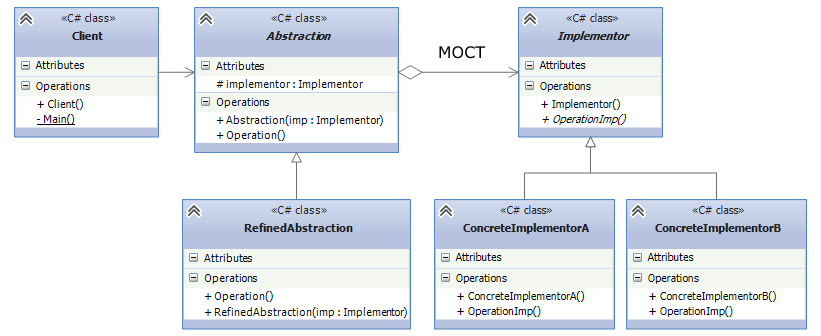 «C# class»
Client
Attributes
Operations
+ Client()
- Main()
«C# class»
Abstraction
Attributes
# implementor : Implementor
Operations
+ Abstraction(imp : Implementor)
+ Operation()
МОСТ
«C# class»
Implementor
Attributes
Operations
+ Implementor()
+ OperationImp()
«C# class»
RefinedAbstraction
Attributes
Operations
+ Operation()
+ RefinedAbstraction(imp : Implementor)
«C# class»
ConcreteImplementorA
Attributes
Operations
+ ConcreteImplementorA()
+ OperationImp()
«C# class»
ConcreteImplementorB
Attributes
Operations
+ ConcreteImplementorB()
+ OperationImp()